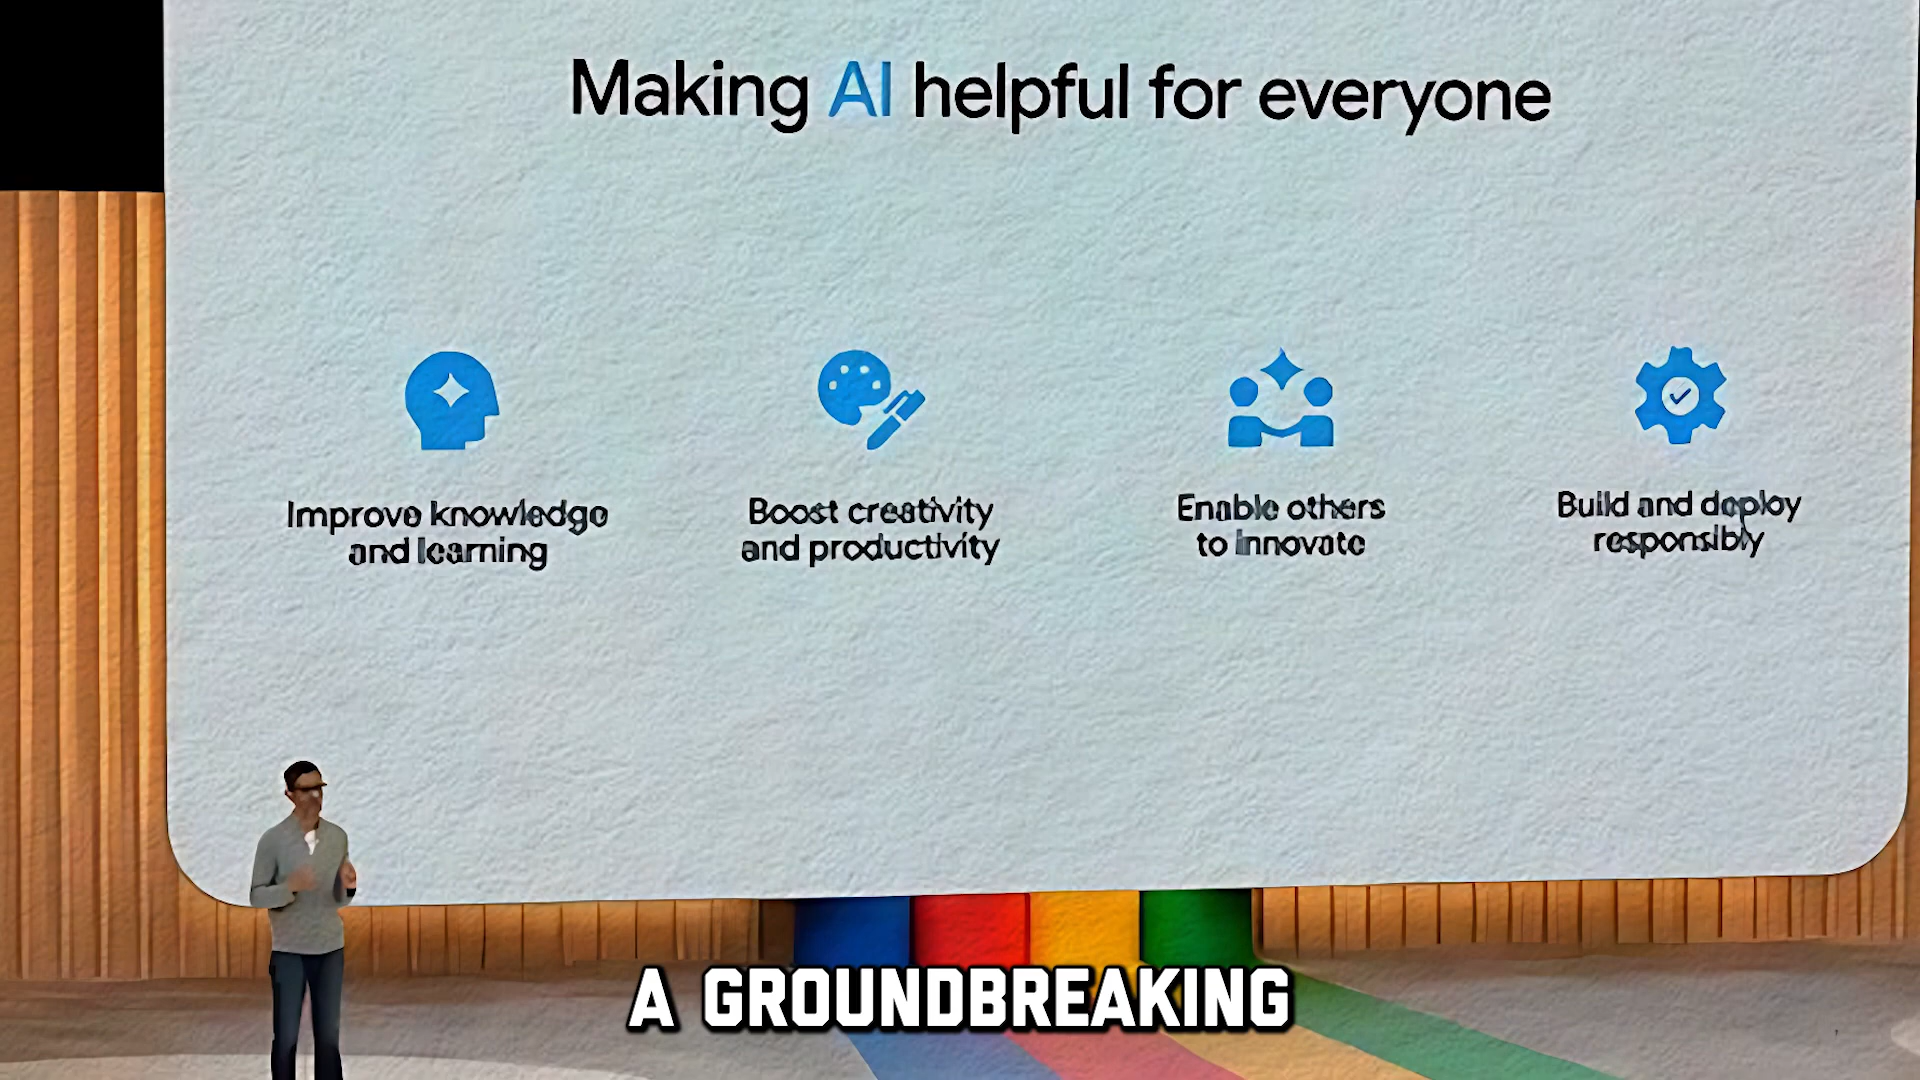 Making AI helpful for everyone
Improve knowledge
and learning
Boost creativity
and productivity
Enable others
to innovate
Build and deploy
responsibly
A GROUNDBREAKING